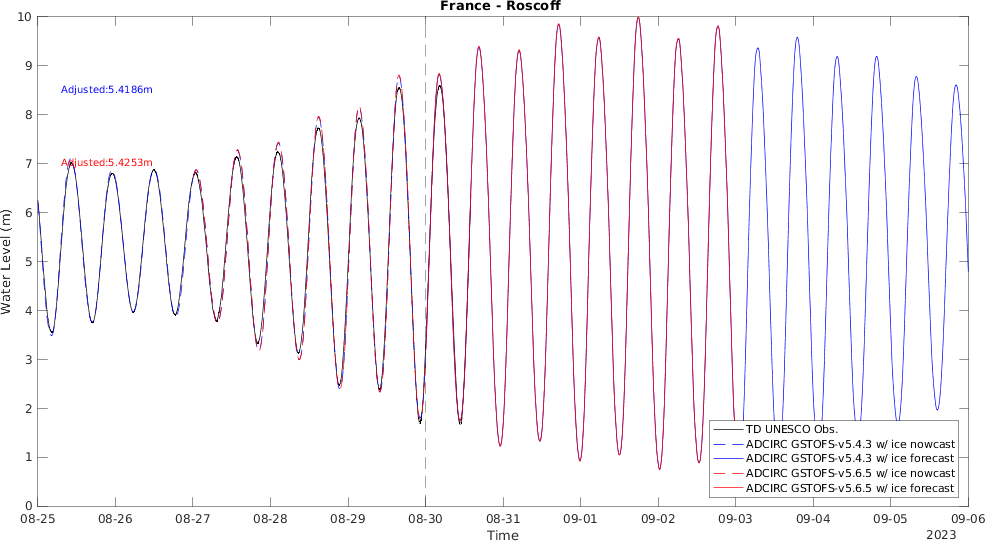 France - Roscoff
10
9
8
7
6
5
4
3
2
1
0
Water Level (m)
Adjusted:5.4186m
Adjusted:5.4253m
TD UNESCO Obs.
ADCIRC GSTOFS-v5.4.3 w/ ice nowcast
ADCIRC GSTOFS-v5.4.3 w/ ice forecast
ADCIRC GSTOFS-v5.6.5 w/ ice nowcast
ADCIRC GSTOFS-v5.6.5 w/ ice forecast
08-25 08-26 08-27 08-28 08-29 08-30 08-31 09-01 09-02 09-03 09-04 09-05 09-06
Time
2023